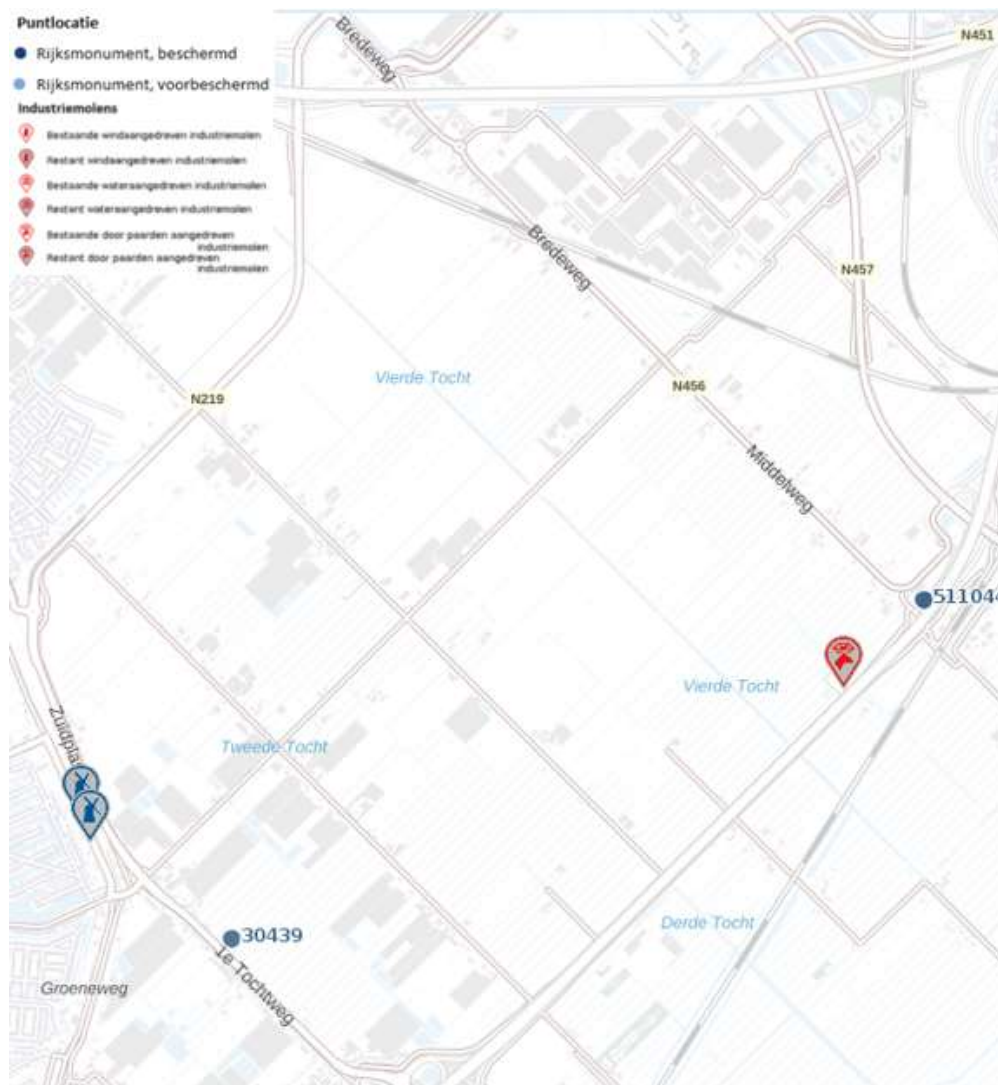 Puntlocatie
Rijksmonument, beschermd
Rijksmonument, voorbeschermd
Industriemolens
Bestaande windaangedreven industriemolen
Restant windaangedreven industriemolen
Bestaande wateraangedreven industriemolen
Restant wateraangedreven industriemolen
Bestaande door paarden aangedreven
industriemolen
Restant door paarden aangedreven
industriemolen
Bredeweg
N451
Bredeweg
N457
Vierde Tocht
N456
N219
Middelweg
511044
Vierde Tocht
Zuidpla
Tweede Tocht
Derde Tocht
30439
1e Tochtweg
Groeneweg